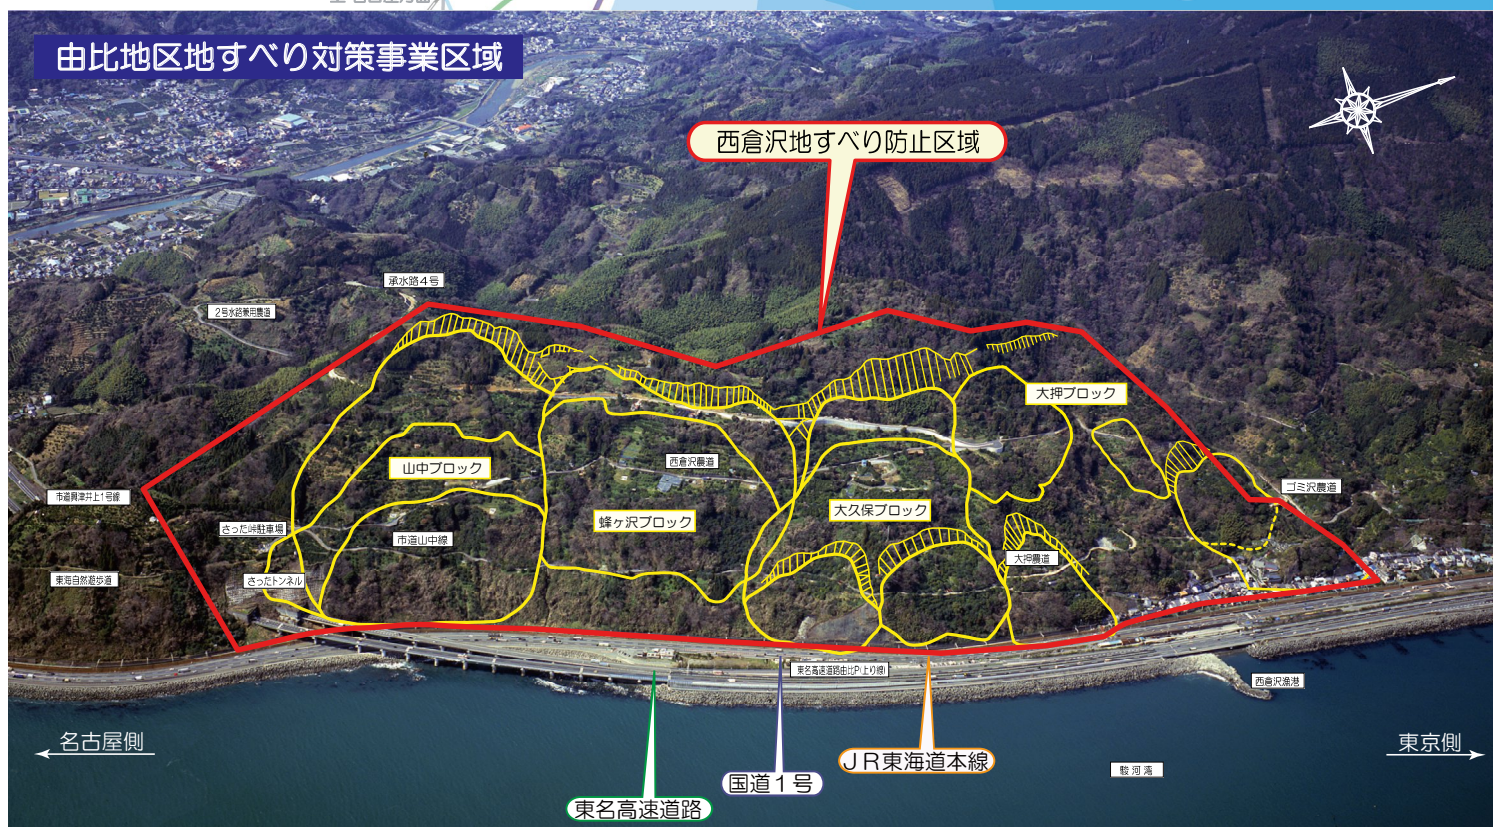 由比地区地すべり対策事業区域
西倉沢地すべり防止区域
承水路4号
2号水路兼用農道
大押ブロック
山中ブロック
西倉沢農道
市道興津井上1号線
ゴミ沢農道
さった峠駐車場
蜂ヶ沢ブロック
大久保ブロック
市道山中線
大押農道
東海自然遊歩道
さったトンネル
東名高速道路由比P(上り線)
西倉沢漁港
名古屋側
東京側
JR東海道本線
駿河湾
国道1号
東名高速道路